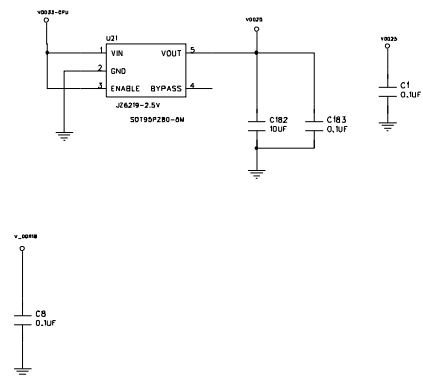 VDD33-CPU
U21
1 VIN VOUT 5
2 GND
3 ENABLE BYPASS 4
JZ6219-2.5V
SOT95P280-6M
VDD25
C182
10UF
C183
0.1UF
VDD25
C1
0.1UF
C8
0.1UF